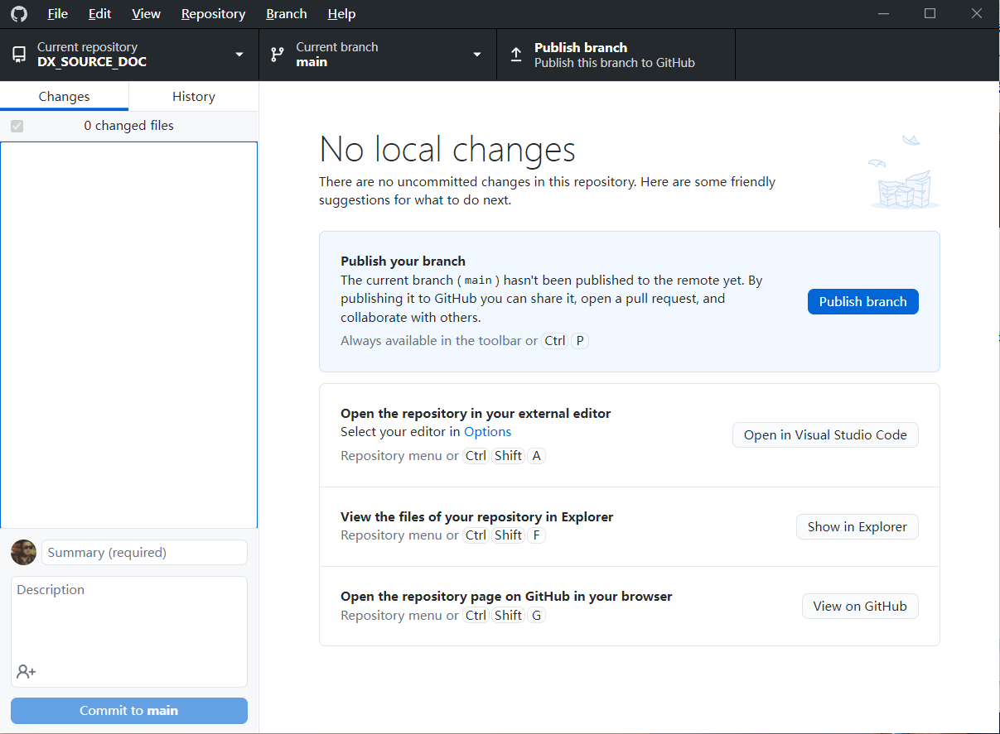 File Edit View Repository Branch Help
Current repository
DX_SOURCE_DOC
Current branch
main
Publish branch
Publish this branch to GitHub
Changes
History
0 changed files
No local changes
There are no uncommitted changes in this repository. Here are some friendly
suggestions for what to do next.
Publish your branch
The current branch ( main ) hasn't been published to the remote yet. By
publishing it to GitHub you can share it, open a pull request, and
collaborate with others.
Always available in the toolbar or Ctrl P
Publish branch
Open the repository in your external editor
Select your editor in Options
Repository menu or Ctrl Shift A
Open in Visual Studio Code
View the files of your repository in Explorer
Repository menu or Ctrl Shift F
Show in Explorer
Open the repository page on GitHub in your browser
Repository menu or Ctrl Shift G
View on GitHub
Summary (required)
Description
Commit to main